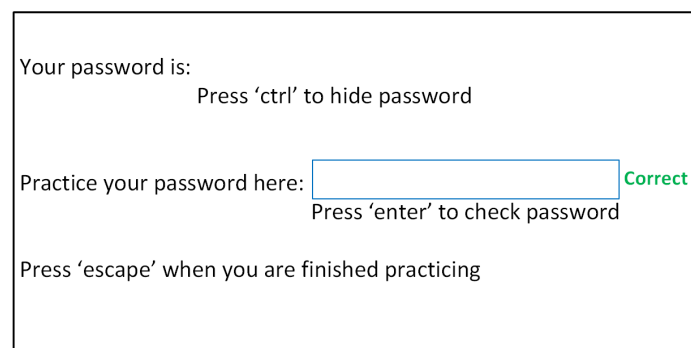 Your password is:
Press ‘ctrl’ to hide password
Practice your password here: Correct
Press ‘enter’ to check password
Press ‘escape’ when you are finished practicing